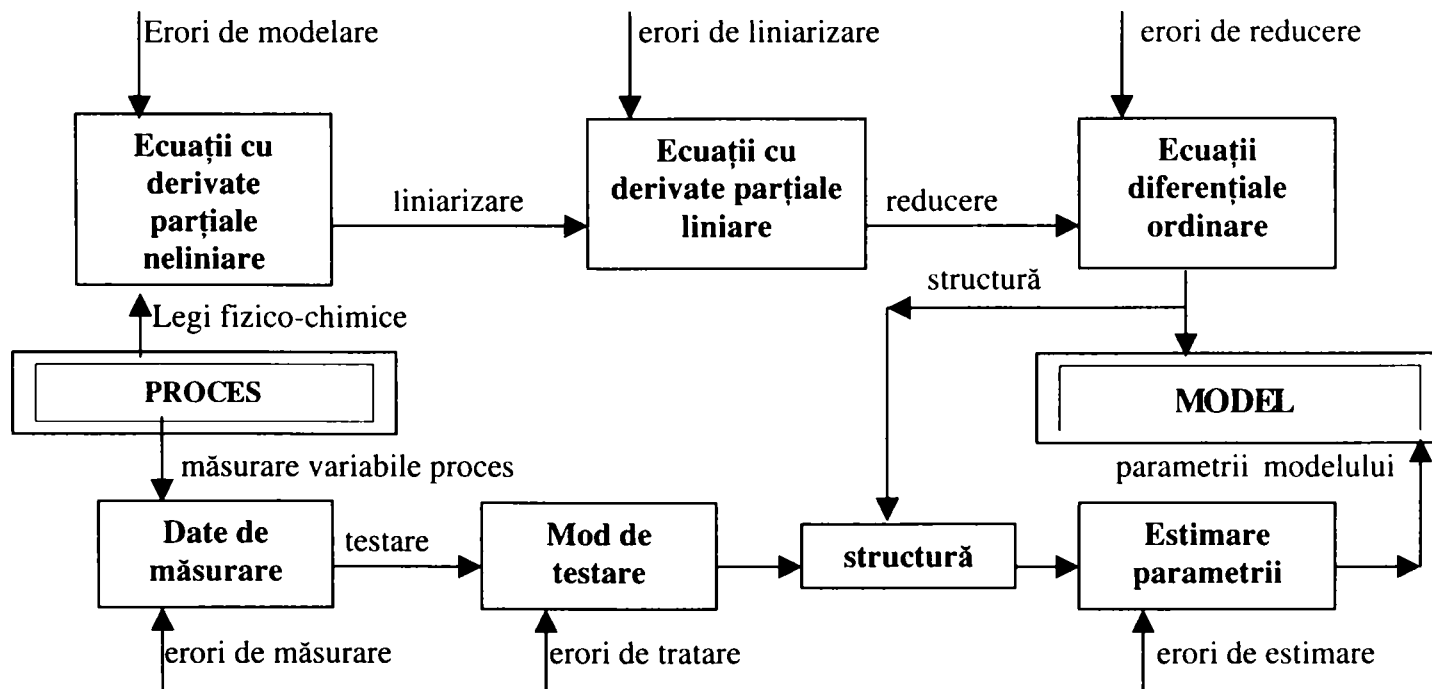 Erori de modelare
erori de liniarizare
erori de reducere
Ecuații cu
derivate
parțiale
neliniare
liniarizare
Ecuații cu
derivate parțiale
liniare
reducere
Ecuații
diferențiale
ordinare
structură
Legi fizico-chimice
PROCES
MODEL
măsurare variabile proces
parametrii modelului
Date de
măsurare
testare
Mod de
testare
structură
Estimare
parametrii
erori de măsurare
erori de tratare
erori de estimare